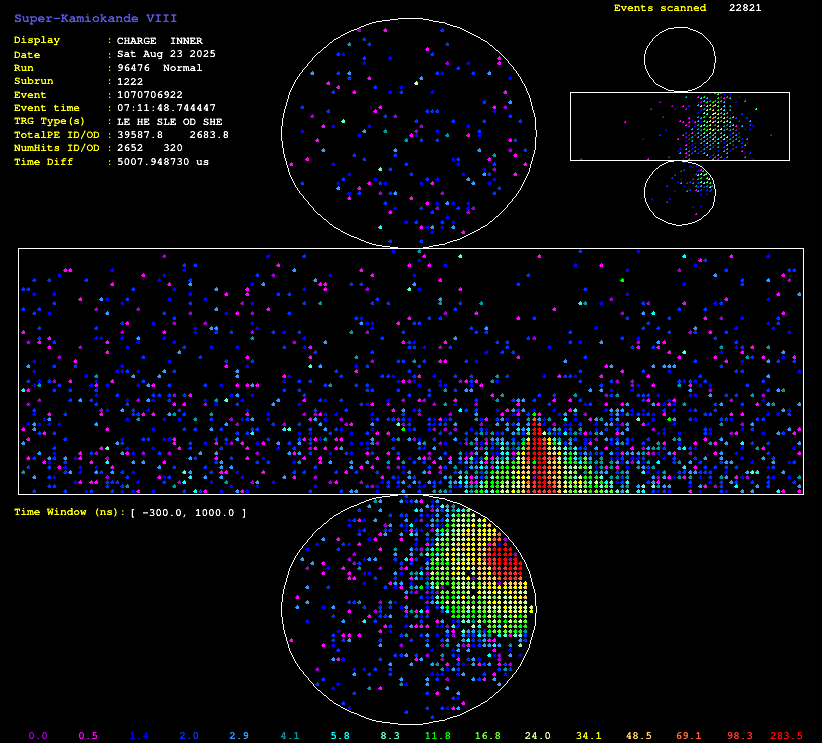 Events scanned 22821
Super-Kamiokande VIII
Display : CHARGE INNER
Date : Sat Aug 23 2025
Run : 96476 Normal
Subrun : 1222
Event : 1070706922
Event time : 07:11:48.744447
TRG Type(s) : LE HE SLE OD SHE
TotalPE ID/OD : 39587.8 2683.8
NumHits ID/OD : 2652 320
Time Diff : 5007.948730 us
Time Window (ns): [ -300.0, 1000.0 ]
0.0 0.5 1.4 2.0 2.9 4.1 5.8 8.3 11.8 16.8 24.0 34.1 48.5 69.1 98.3 283.5